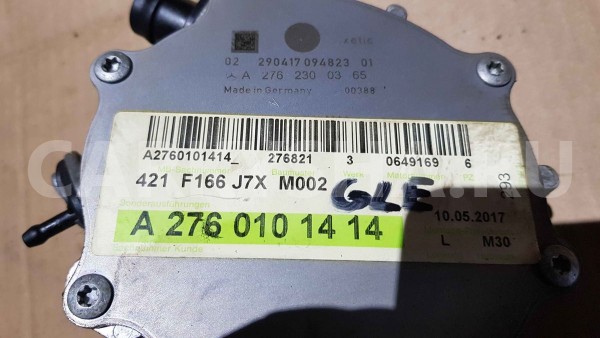 02 290417 094823 01
A 276 230 03 65
Made in Germany 00388
A2760101414_ 276821 3 0649169 6
421 F166 J7X M002 GLE
293
A 276 010 14 14
10.05.2017
L M30